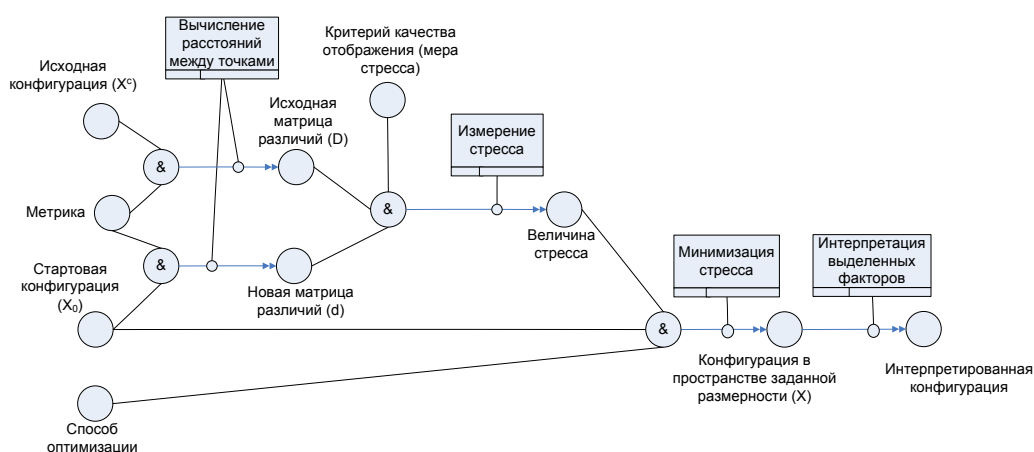 Вычисление
расстояний
между точками
Критерий качества
отображения (мера
стресса)
Исходная
конфигурация (Xᶜ)
Исходная
матрица
различий (D)
Измерение
стресса
&
Метрика
&
Величина
стресса
&
Стартовая
конфигурация
(X₀)
Новая матрица
различий (d)
Минимизация
стресса
Интерпретация
выделенных
факторов
&
Конфигурация в
пространстве заданной
размерности (X)
Интерпретированная
конфигурация
Способ
оптимизации